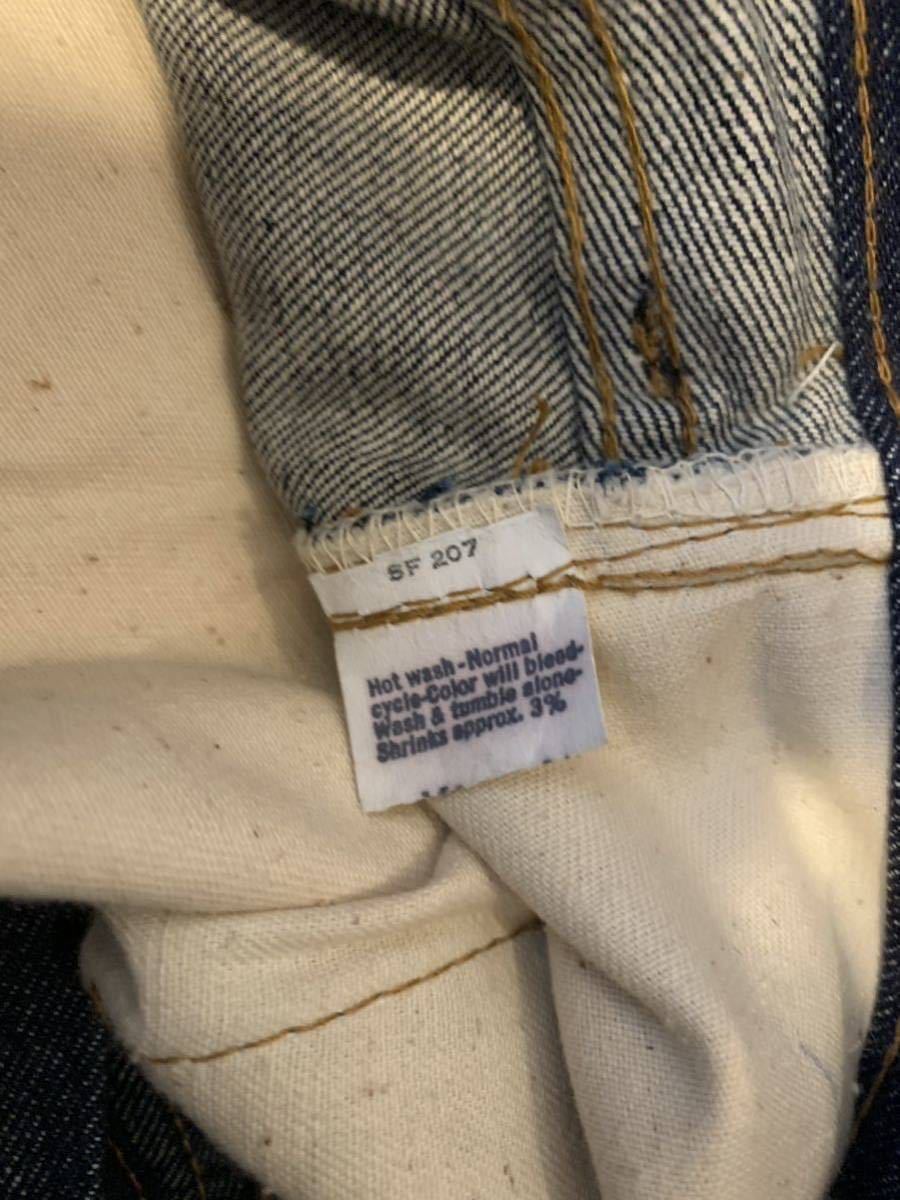 SF 207
Hot wash-Normal
cycle-Color will bleed-
Wash & tumble alone-
Shrinks approx. 3%